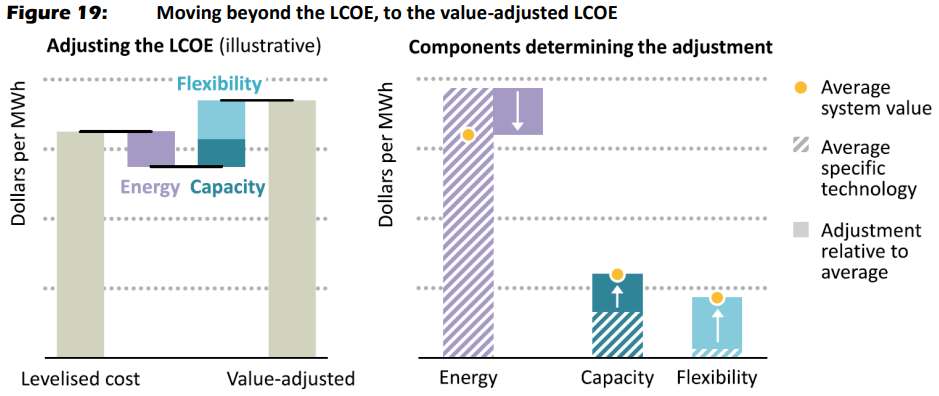 Figure 19: Moving beyond the LCOE, to the value-adjusted LCOE
Adjusting the LCOE (illustrative)
Dollars per MWh
Flexibility
Energy Capacity
Levelised cost Value-adjusted
Components determining the adjustment
Dollars per MWh
Energy Capacity Flexibility
Average
system value
Average
specific
technology
Adjustment
relative to
average